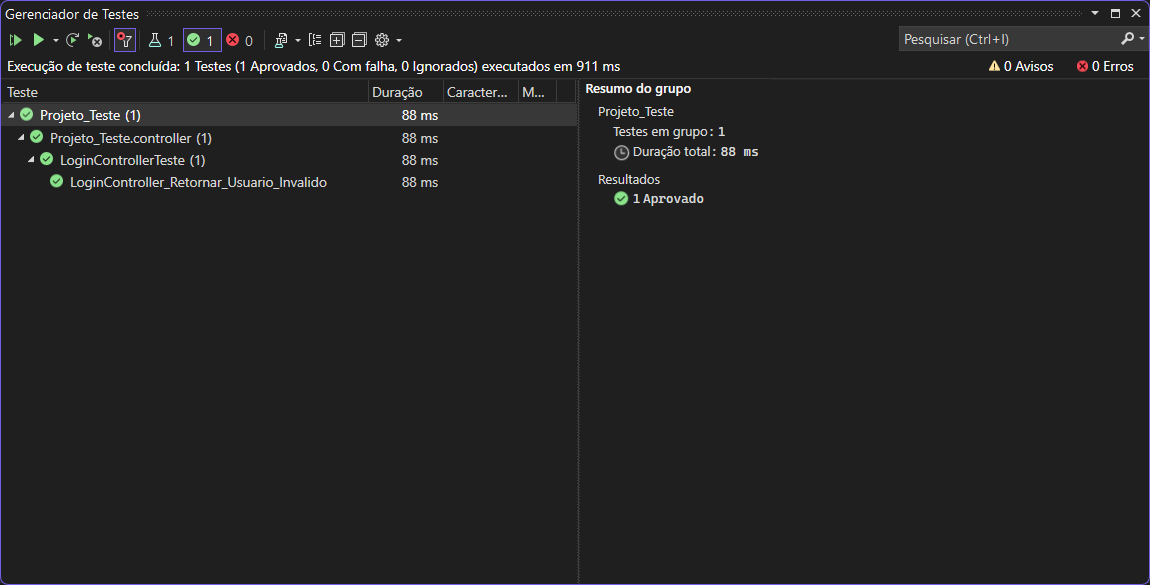 Gerenciador de Testes
1 1 0 Pesquisar (Ctrl+I)
Execução de teste concluída: 1 Testes (1 Aprovados, 0 Com falha, 0 Ignorados) executados em 911 ms 0 Avisos 0 Erros
Teste Duração Caracter... M...
Projeto_Teste (1) 88 ms
Projeto_Teste.controller (1) 88 ms
LoginControllerTeste (1) 88 ms
LoginController_Retornar_Usuario_Invalido 88 ms
Resumo do grupo
Projeto_Teste
Testes em grupo: 1
Duração total: 88 ms
Resultados
1 Aprovado